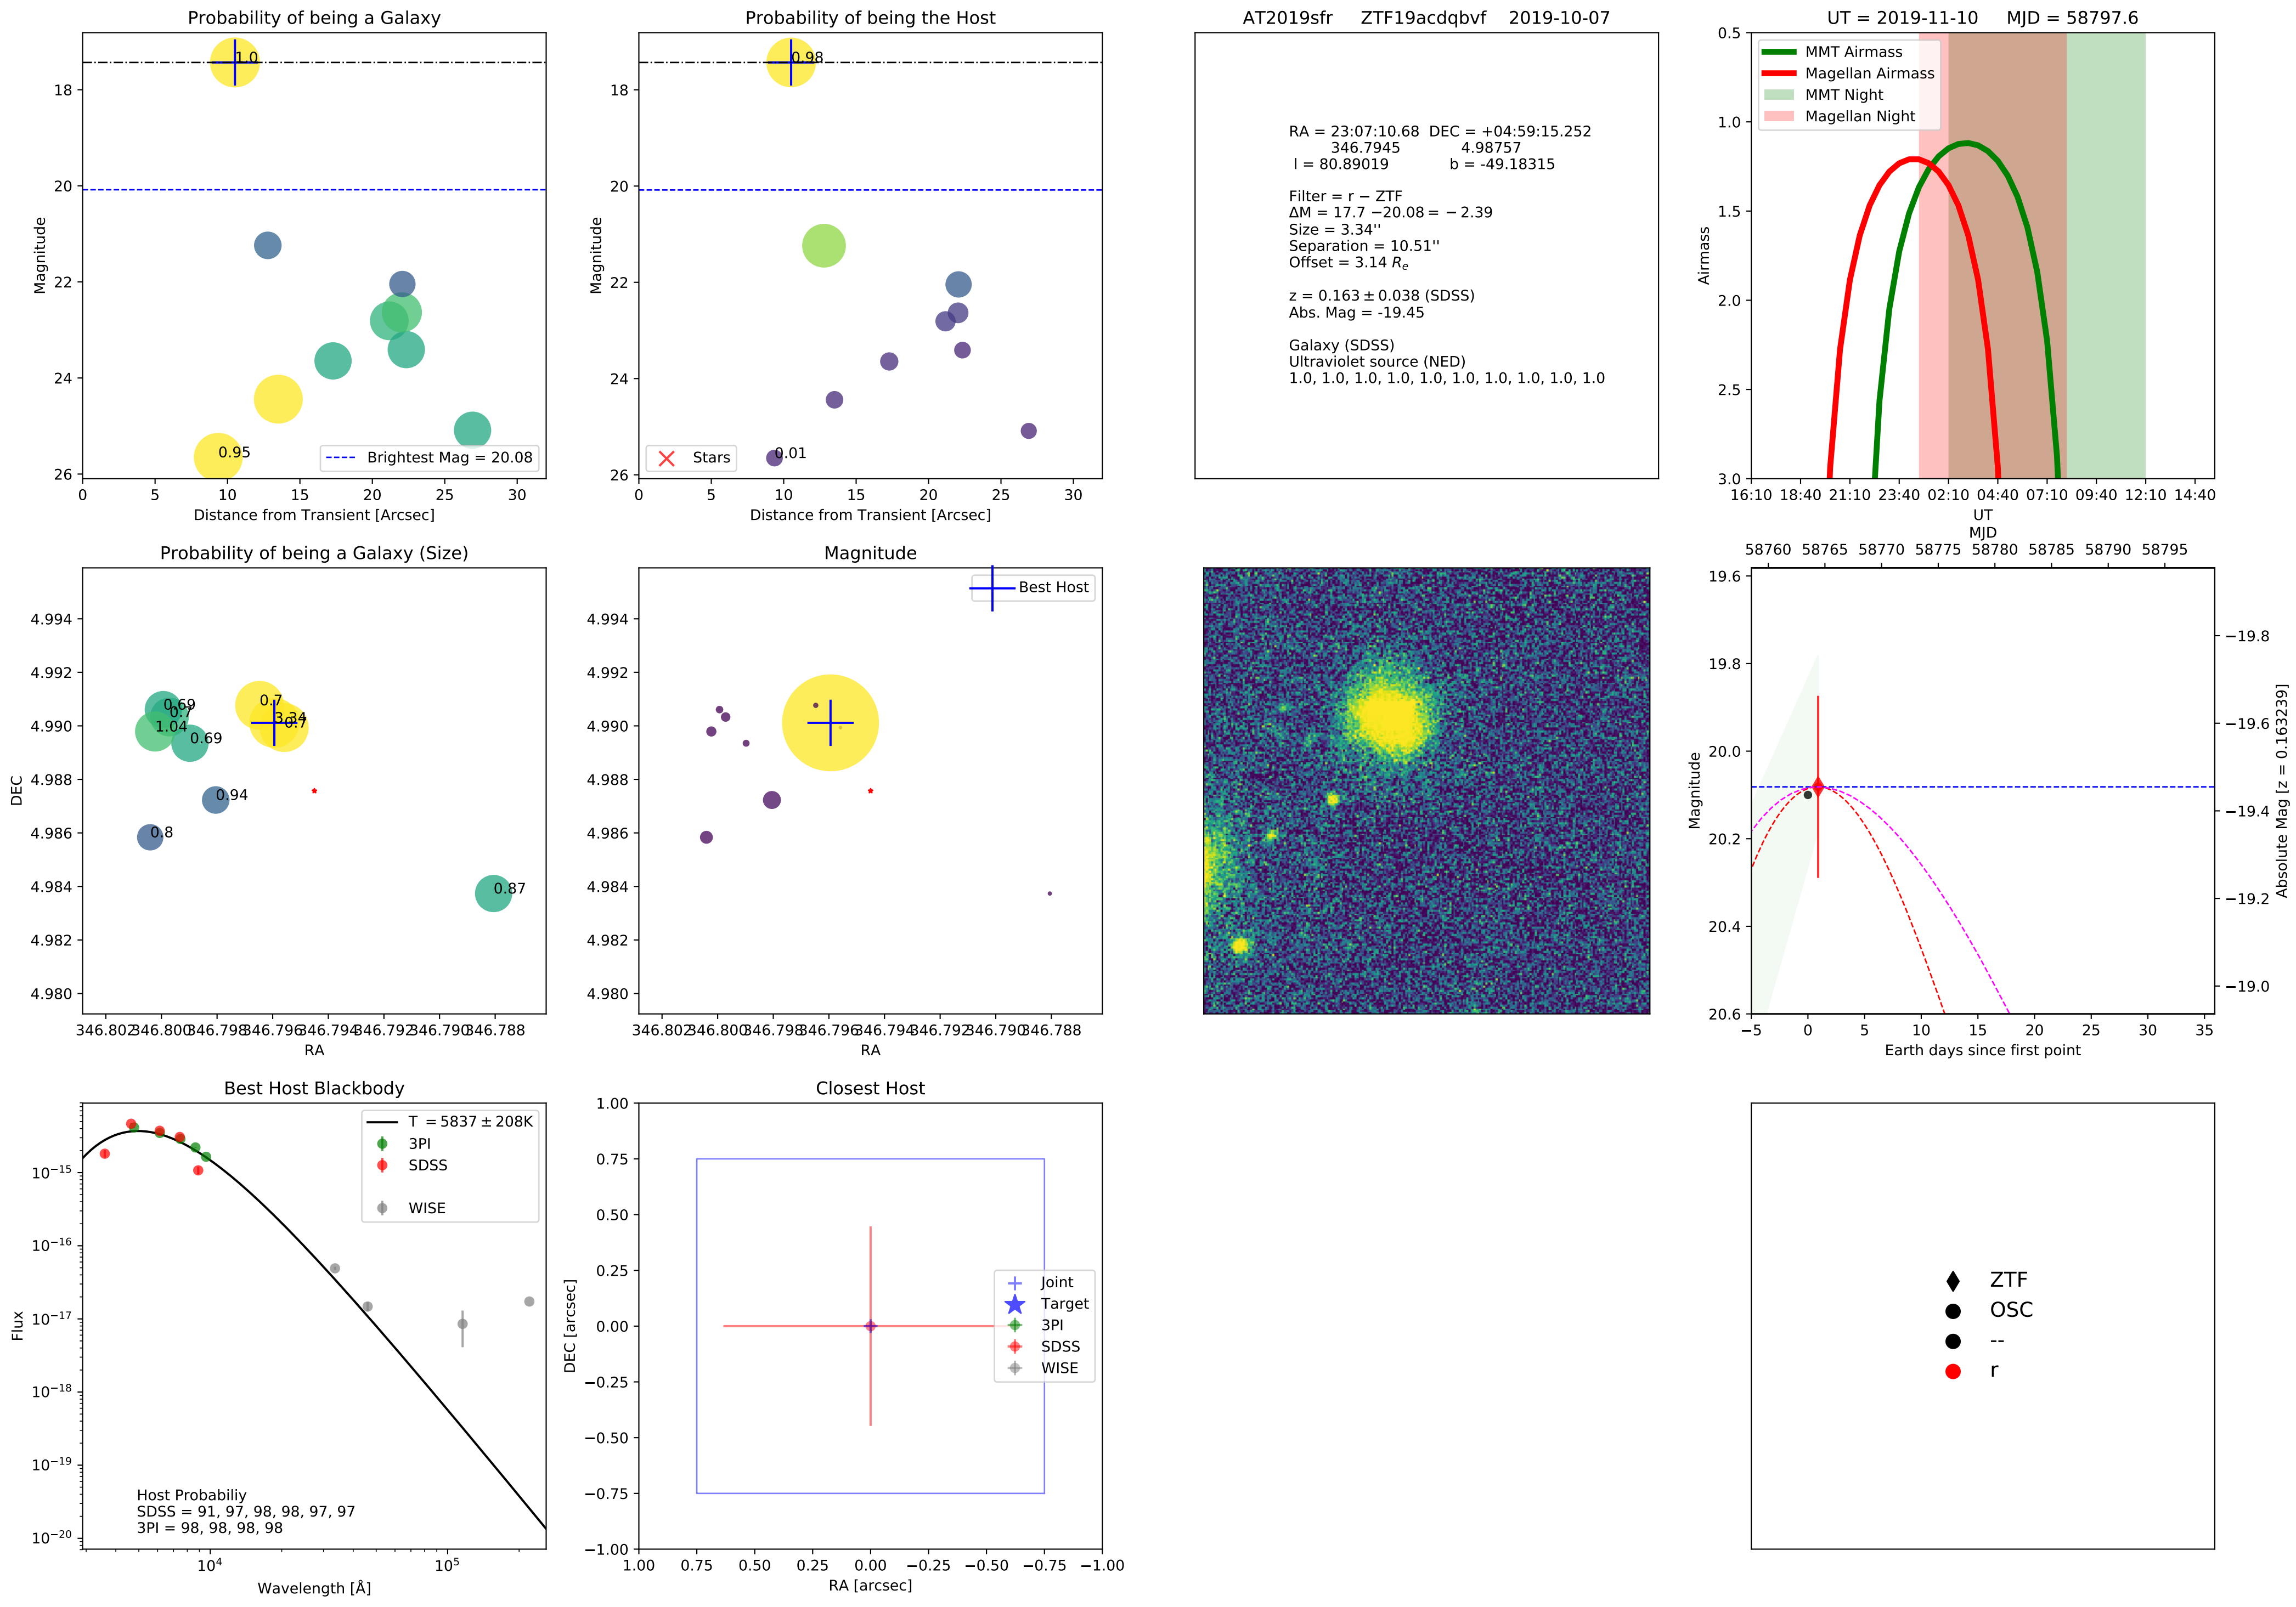 Probability of being a Galaxy
1.0
0.95
Brightest Mag = 20.08
18
20
22
24
26
Magnitude
0 5 10 15 20 25 30
Distance from Transient [Arcsec]
Probability of being the Host
0.98
0.01
Stars
18
20
22
24
26
Magnitude
0 5 10 15 20 25 30
Distance from Transient [Arcsec]
AT2019sfr ZTF19acdqbvf 2019-10-07
RA = 23:07:10.68 DEC = +04:59:15.252
346.7945 4.98757
l = 80.89019 b = -49.18315
Filter = r − ZTF
ΔM = 17.7 −20.08 = −2.39
Size = 3.34''
Separation = 10.51''
Offset = 3.14 Re
z = 0.163 ± 0.038 (SDSS)
Abs. Mag = -19.45
Galaxy (SDSS)
Ultraviolet source (NED)
1.0, 1.0, 1.0, 1.0, 1.0, 1.0, 1.0, 1.0, 1.0, 1.0
UT = 2019-11-10 MJD = 58797.6
MMT Airmass
Magellan Airmass
MMT Night
Magellan Night
0.5
1.0
1.5
2.0
2.5
3.0
Airmass
16:10 18:40 21:10 23:40 02:10 04:40 07:10 09:40 12:10 14:40
UT
Probability of being a Galaxy (Size)
0.69
0.7
1.04
0.69
0.7
3.34
0.7
0.94
0.8
0.87
4.994
4.992
4.990
4.988
4.986
4.984
4.982
4.980
DEC
346.802 346.800 346.798 346.796 346.794 346.792 346.790 346.788
RA
Magnitude
Best Host
4.994
4.992
4.990
4.988
4.986
4.984
4.982
4.980
346.802 346.800 346.798 346.796 346.794 346.792 346.790 346.788
RA
MJD
58760 58765 58770 58775 58780 58785 58790 58795
19.6
19.8
20.0
20.2
20.4
20.6
Magnitude
−19.8
−19.6
−19.4
−19.2
−19.0
Absolute Mag [z = 0.163239]
−5 0 5 10 15 20 25 30 35
Earth days since first point
Best Host Blackbody
T = 5837 ± 208K
3PI
SDSS
WISE
10−15
10−16
10−17
10−18
10−19
10−20
Flux
Host Probabiliy
SDSS = 91, 97, 98, 98, 97, 97
3PI = 98, 98, 98, 98
104 105
Wavelength [Å]
Closest Host
Joint
Target
3PI
SDSS
WISE
1.00
0.75
0.50
0.25
0.00
−0.25
−0.50
−0.75
−1.00
DEC [arcsec]
1.00 0.75 0.50 0.25 0.00 −0.25 −0.50 −0.75 −1.00
RA [arcsec]
ZTF
OSC
--
r